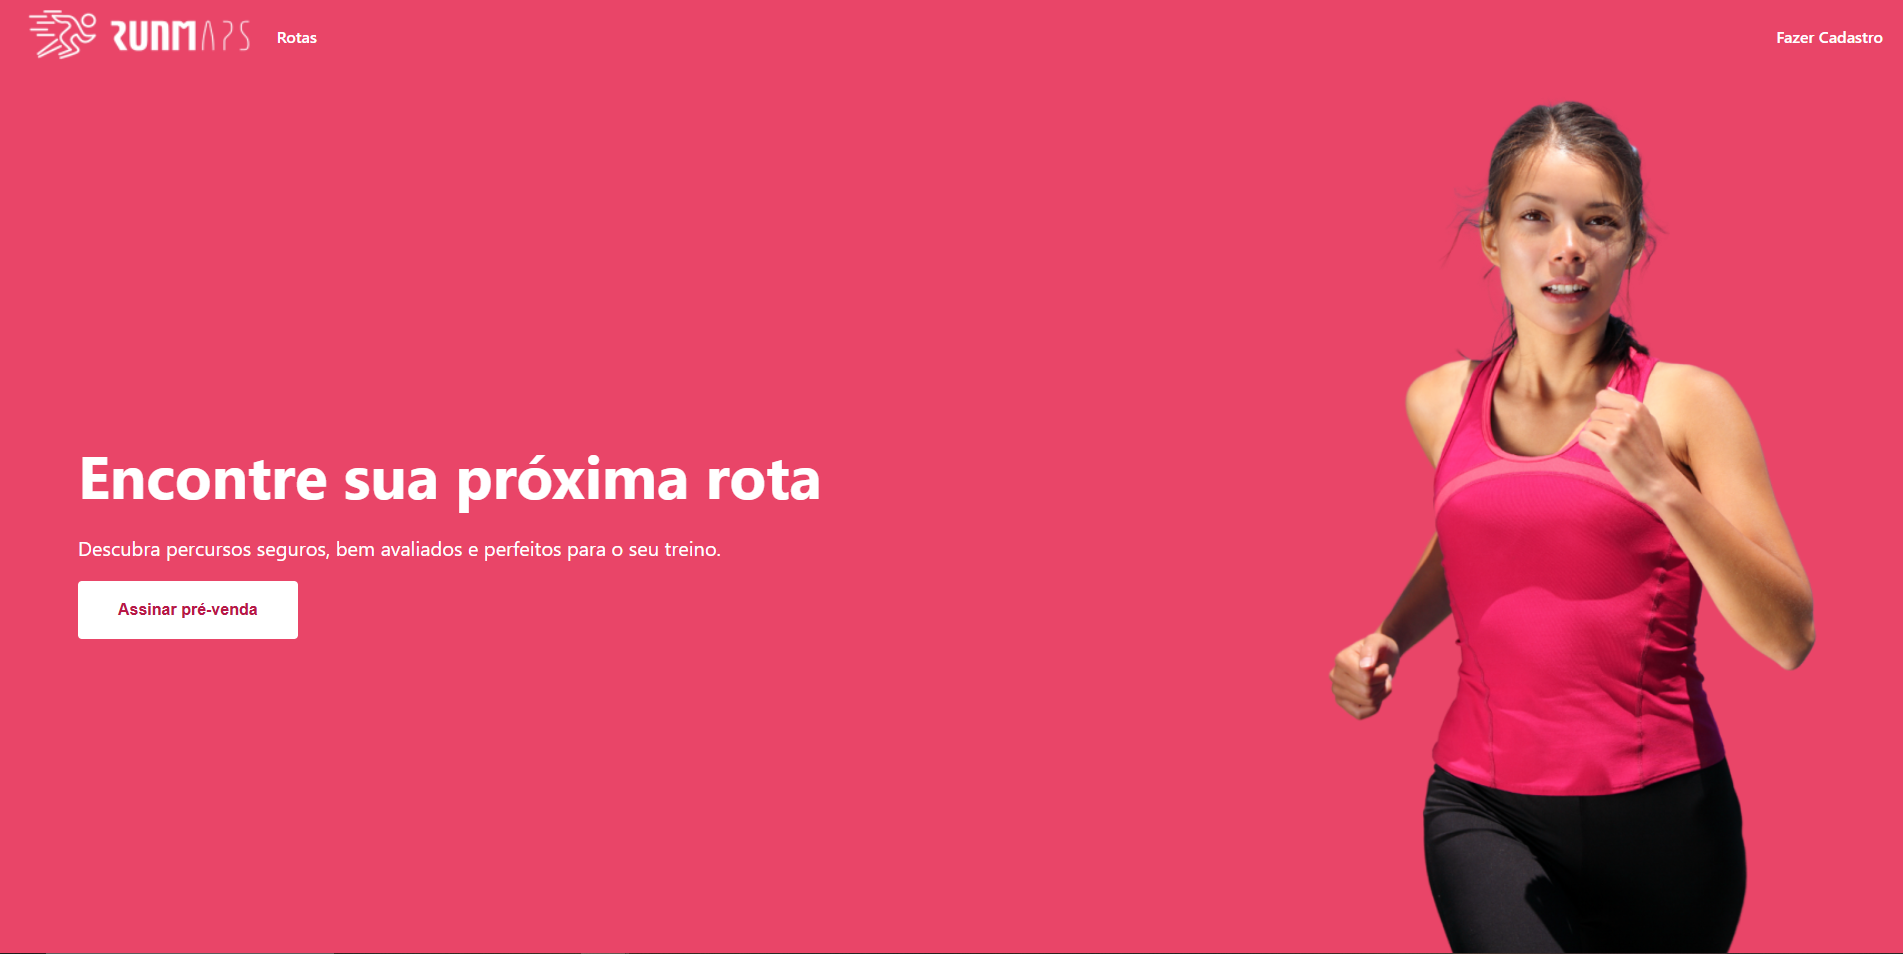 RUNMAPS
Rotas
Fazer Cadastro
Encontre sua próxima rota
Descubra percursos seguros, bem avaliados e perfeitos para o seu treino.
Assinar pré-venda